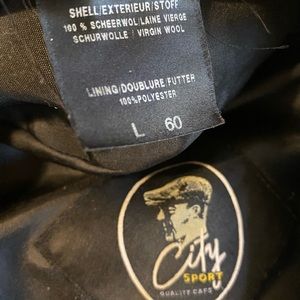 SHELL/EXTERIEUR/STOFF
100 % SCHEERWOL/LAINE VIERGE
SCHURWOLLE/VIRGIN WOOL
LINING/DOUBLURE/FUTTER
100%POLYESTER
L 60
City
SPORT
QUALITY CAPS